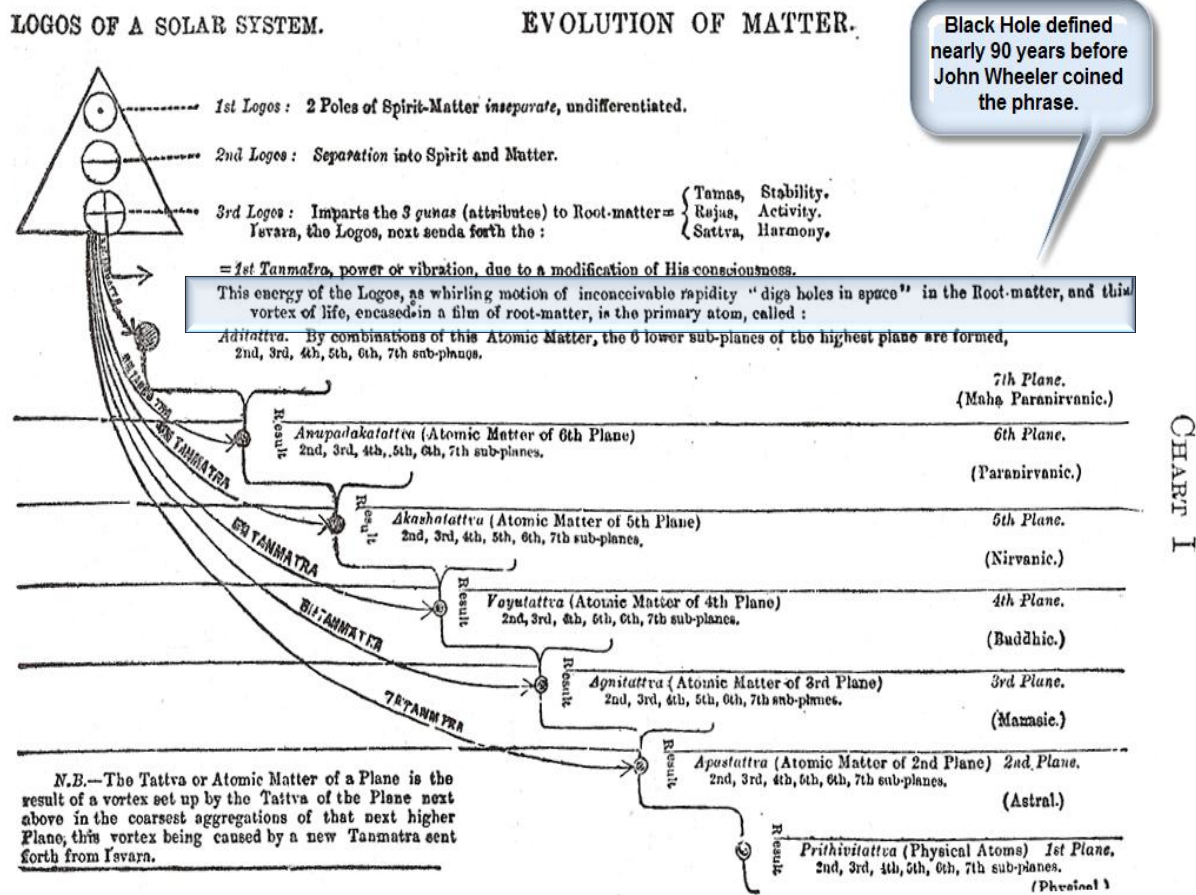 LOGOS OF A SOLAR SYSTEM.
EVOLUTION OF MATTER.
Black Hole defined
nearly 90 years before
John Wheeler coined
the phrase.
1st Logos: 2 Poles of Spirit-Matter inseparate, undifferentiated.
2nd Logos: Separation into Spirit and Matter.
3rd Logos: Imparts the 3 gunas (attributes) to Root-matter=
Tamas, Stability.
Rajas, Activity.
Sattva, Harmony.
I'svara, the Logos, next sends forth the:
=1st Tanmatra, power or vibration, due to a modification of His consciousness.
This energy of the Logos, as whirling motion of inconceivable rapidity "digs holes in space" in the Root-matter, and this
vortex of life, encased in a film of root-matter, is the primary atom, called:
Aditattva. By combinations of this Atomic Matter, the 6 lower sub-planes of the highest plane are formed,
2nd, 3rd, 4th, 5th, 6th, 7th sub-planes.
7th Plane.
(Maha Paranirvanic.)
Result
Anupadakatattva (Atomic Matter of 6th Plane)
2nd, 3rd, 4th, 5th, 6th, 7th sub-planes.
6th Plane.
(Paranirvanic.)
TANMATRA
Result
Akashatattva (Atomic Matter of 5th Plane)
2nd, 3rd, 4th, 5th, 6th, 7th sub-planes.
5th Plane.
(Nirvanic.)
TANMATRA
Result
Vayutattva (Atomic Matter of 4th Plane)
2nd, 3rd, 4th, 5th, 6th, 7th sub-planes.
4th Plane.
(Buddhic.)
TANMATRA
Result
Agnitattva (Atomic Matter of 3rd Plane)
2nd, 3rd, 4th, 5th, 6th, 7th sub-planes.
3rd Plane.
(Manasic.)
Result
Apastattva (Atomic Matter of 2nd Plane) 2nd Plane.
2nd, 3rd, 4th, 5th, 6th, 7th sub-planes.
(Astral.)
Result
Prithivitattva (Physical Atoms) 1st Plane.
2nd, 3rd, 4th, 5th, 6th, 7th sub-planes.
(Physical.)
N.B.—The Tattva or Atomic Matter of a Plane is the
result of a vortex set up by the Tattva of the Plane next
above in the coarsest aggregations of that next higher
Plane, this vortex being caused by a new Tanmatra sent
forth from I'svara.
CHART I